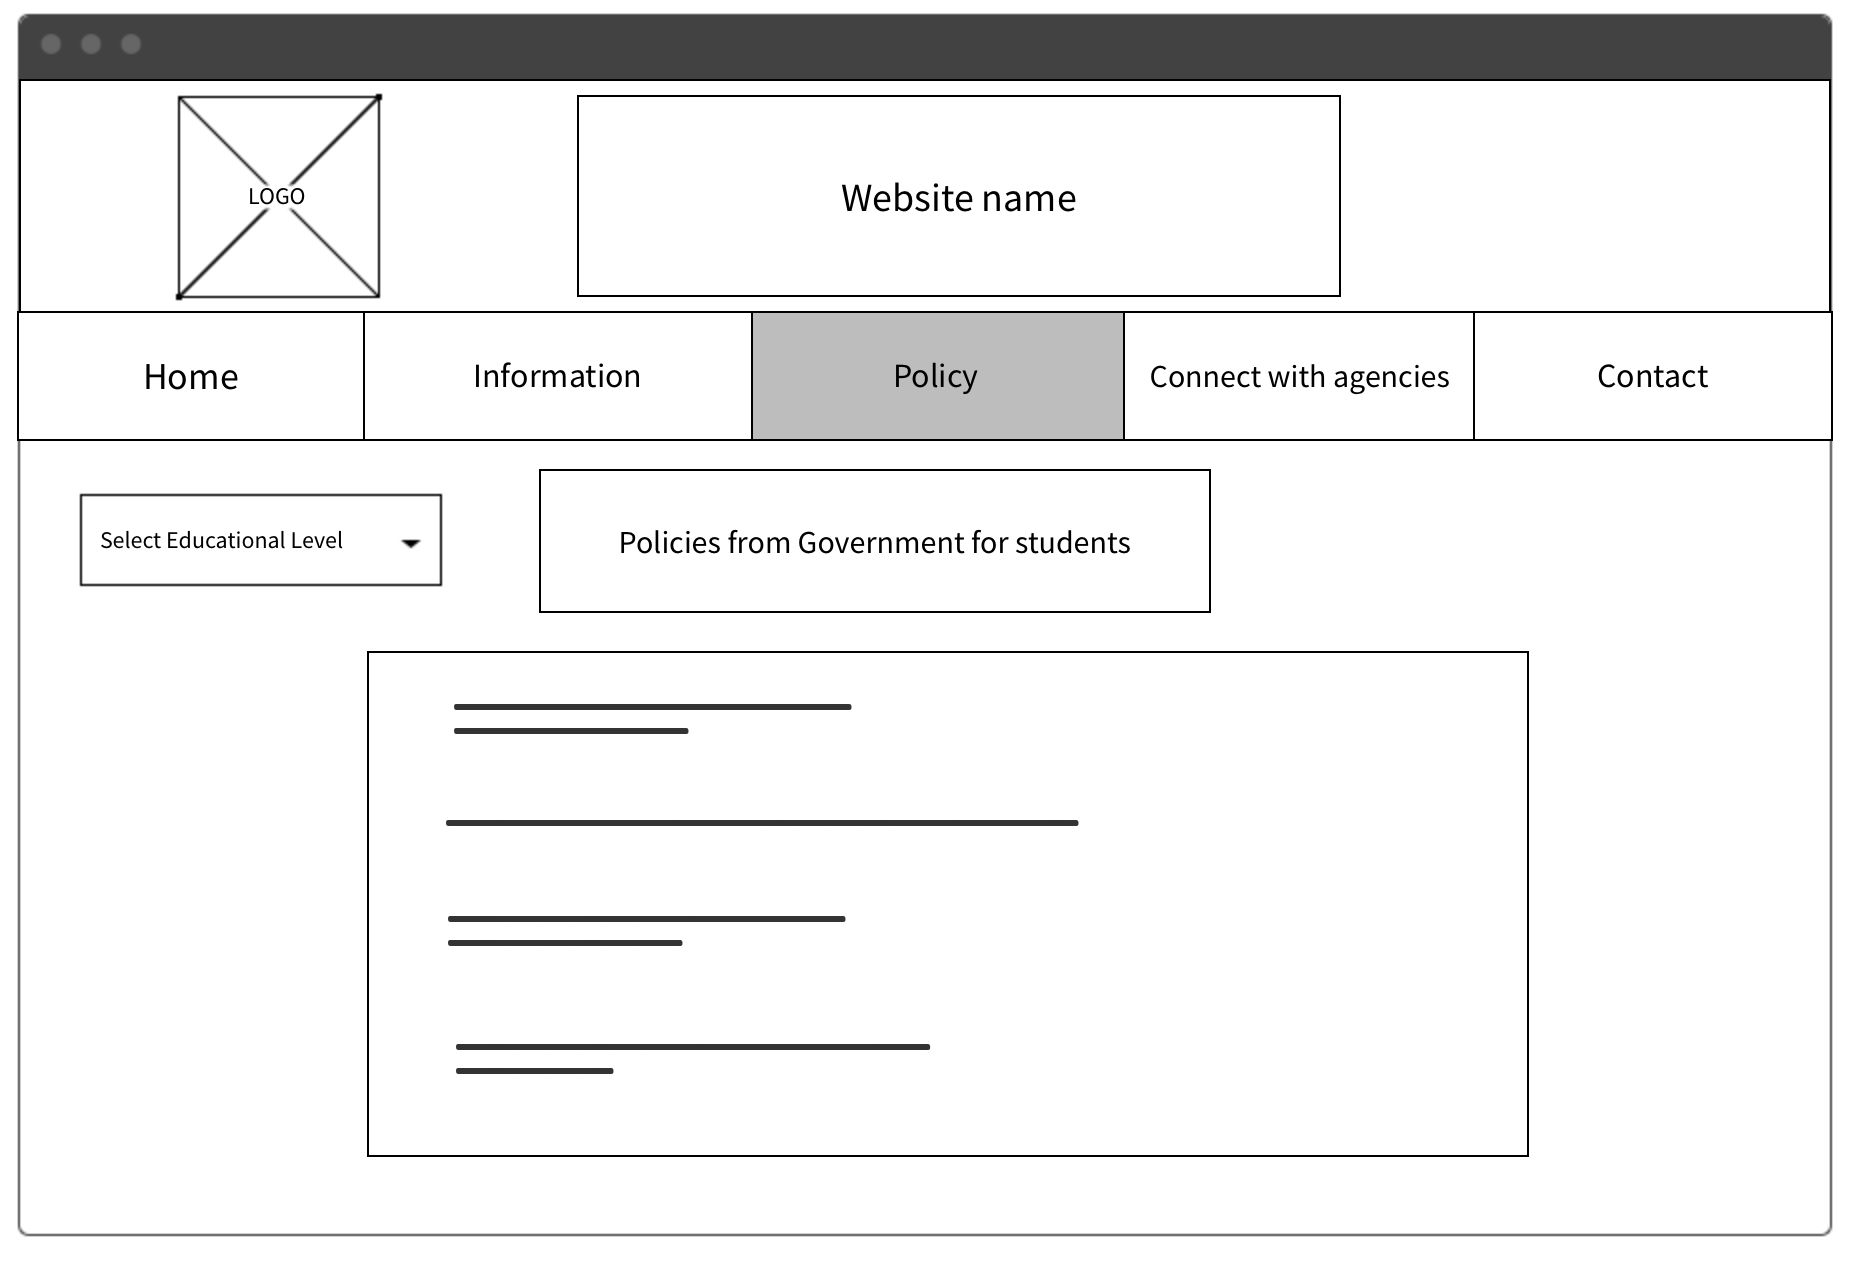 LOGO
Website name
Home
Information
Policy
Connect with agencies
Contact
Select Educational Level
Policies from Government for students